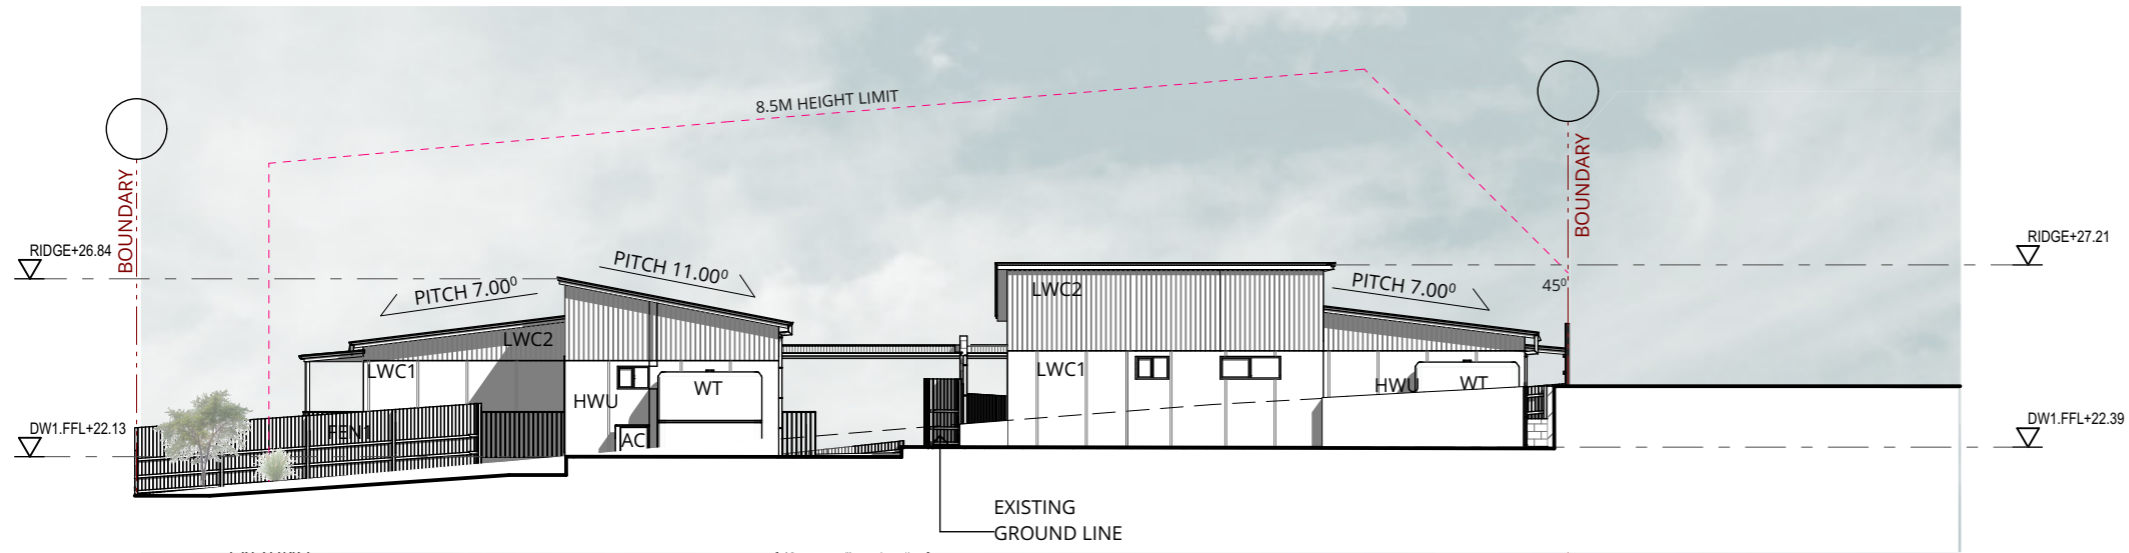 8.5M HEIGHT LIMIT
BOUNDARY
BOUNDARY
RIDGE+26.84
RIDGE+27.21
PITCH 7.00⁰
PITCH 11.00⁰
PITCH 7.00⁰
45⁰
LWC2
LWC2
LWC1
LWC1
HWU
WT
HWU
WT
DW1.FFL+22.13
DW1.FFL+22.39
FEN1
AC
EXISTING
GROUND LINE